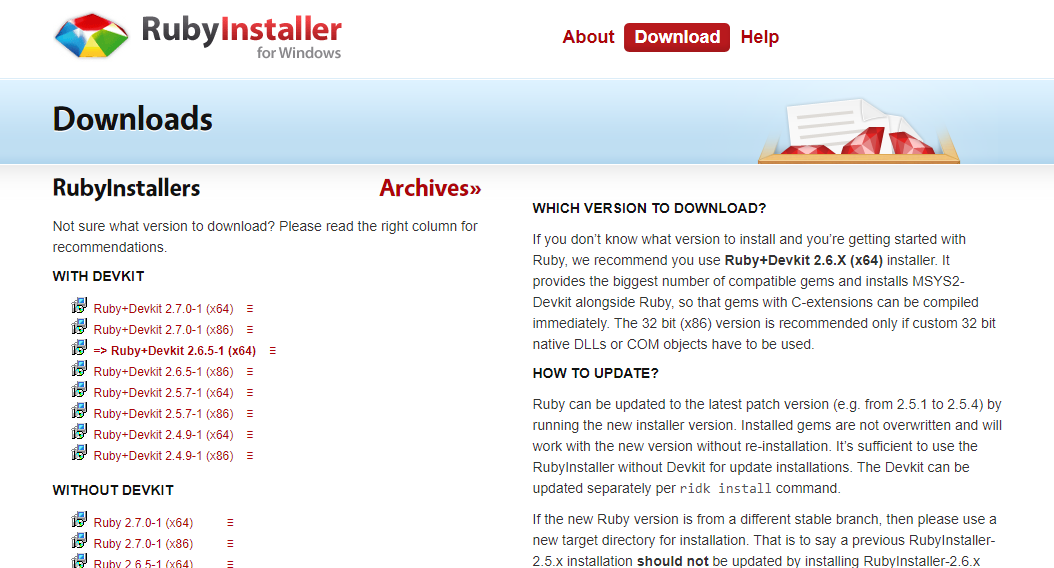 RubyInstaller
for Windows
About Download Help
Downloads
RubyInstallers Archives»
Not sure what version to download? Please read the right column for
recommendations.
WITH DEVKIT
Ruby+Devkit 2.7.0-1 (x64) ≡
Ruby+Devkit 2.7.0-1 (x86) ≡
=> Ruby+Devkit 2.6.5-1 (x64) ≡
Ruby+Devkit 2.6.5-1 (x86) ≡
Ruby+Devkit 2.5.7-1 (x64) ≡
Ruby+Devkit 2.5.7-1 (x86) ≡
Ruby+Devkit 2.4.9-1 (x64) ≡
Ruby+Devkit 2.4.9-1 (x86) ≡
WITHOUT DEVKIT
Ruby 2.7.0-1 (x64) ≡
Ruby 2.7.0-1 (x86) ≡
Ruby 2.6.5-1 (x64) ≡
WHICH VERSION TO DOWNLOAD?
If you don’t know what version to install and you’re getting started with
Ruby, we recommend you use Ruby+Devkit 2.6.X (x64) installer. It
provides the biggest number of compatible gems and installs MSYS2-
Devkit alongside Ruby, so that gems with C-extensions can be compiled
immediately. The 32 bit (x86) version is recommended only if custom 32 bit
native DLLs or COM objects have to be used.
HOW TO UPDATE?
Ruby can be updated to the latest patch version (e.g. from 2.5.1 to 2.5.4) by
running the new installer version. Installed gems are not overwritten and will
work with the new version without re-installation. It’s sufficient to use the
RubyInstaller without Devkit for update installations. The Devkit can be
updated separately per ridk install command.
If the new Ruby version is from a different stable branch, then please use a
new target directory for installation. That is to say a previous RubyInstaller-
2.5.x installation should not be updated by installing RubyInstaller-2.6.x